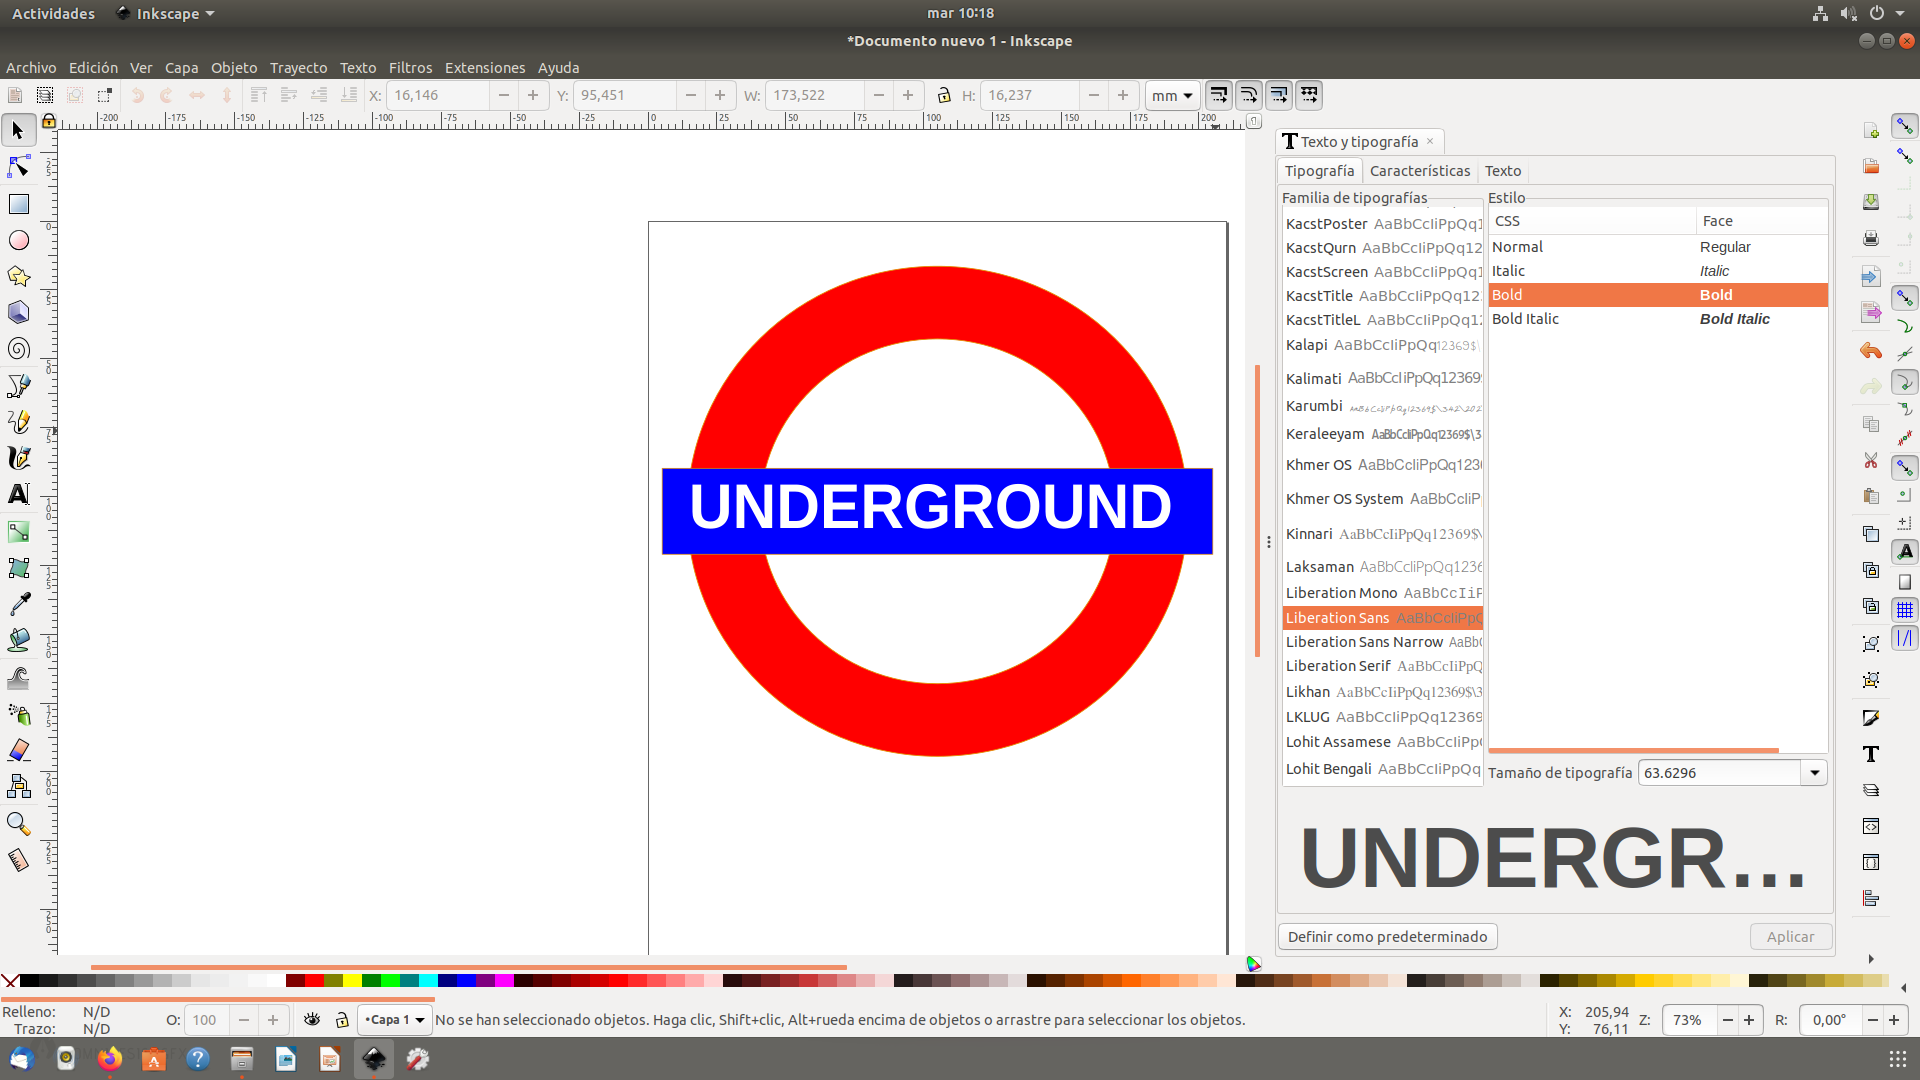 Actividades Inkscape mar 10:18
*Documento nuevo 1 - Inkscape
Archivo Edición Ver Capa Objeto Trayecto Texto Filtros Extensiones Ayuda
X: 16,146 Y: 95,451 W: 173,522 H: 16,237 mm
-200 -175 -150 -125 -100 -75 -50 -25 0 25 50 75 100 125 150 175 200
Texto y tipografía
Tipografía Características Texto
Familia de tipografías Estilo
CSS Face
KacstPoster AaBbCcIiPpQq1
Normal Regular
KacstQurn AaBbCcIiPpQq12
Italic Italic
KacstScreen AaBbCcIiPpQq1
Bold Bold
KacstTitle AaBbCcIiPpQq12
Bold Italic Bold Italic
KacstTitleL AaBbCcIiPpQq1
Kalapi AaBbCcIiPpQq12369$\
Kalimati AaBbCcIiPpQq12369
Karumbi
Keraleeyam AaBbCcIiPpQq12369$\3
Khmer OS AaBbCcIiPpQq123
Khmer OS System AaBbCcIiP
Kinnari AaBbCcIiPpQq12369$\
Laksaman AaBbCcIiPpQq1236
Liberation Mono AaBbCcIiP
Liberation Sans AaBbCcIiPpQ
Liberation Sans Narrow AaBb
Liberation Serif AaBbCcIiPpQ
Likhan AaBbCcIiPpQq12369$\3
LKLUG AaBbCcIiPpQq12369
Lohit Assamese AaBbCcIiPp
Lohit Bengali AaBbCcIiPpQq
Tamaño de tipografía 63.6296
UNDERGROUND
UNDERGR...
Definir como predeterminado Aplicar
Relleno: N/D
Trazo: N/D
O: 100 •Capa 1 No se han seleccionado objetos. Haga clic, Shift+clic, Alt+rueda encima de objetos o arrastre para seleccionar los objetos.
X: 205,94
Y: 76,11
Z: 73% R: 0,00°